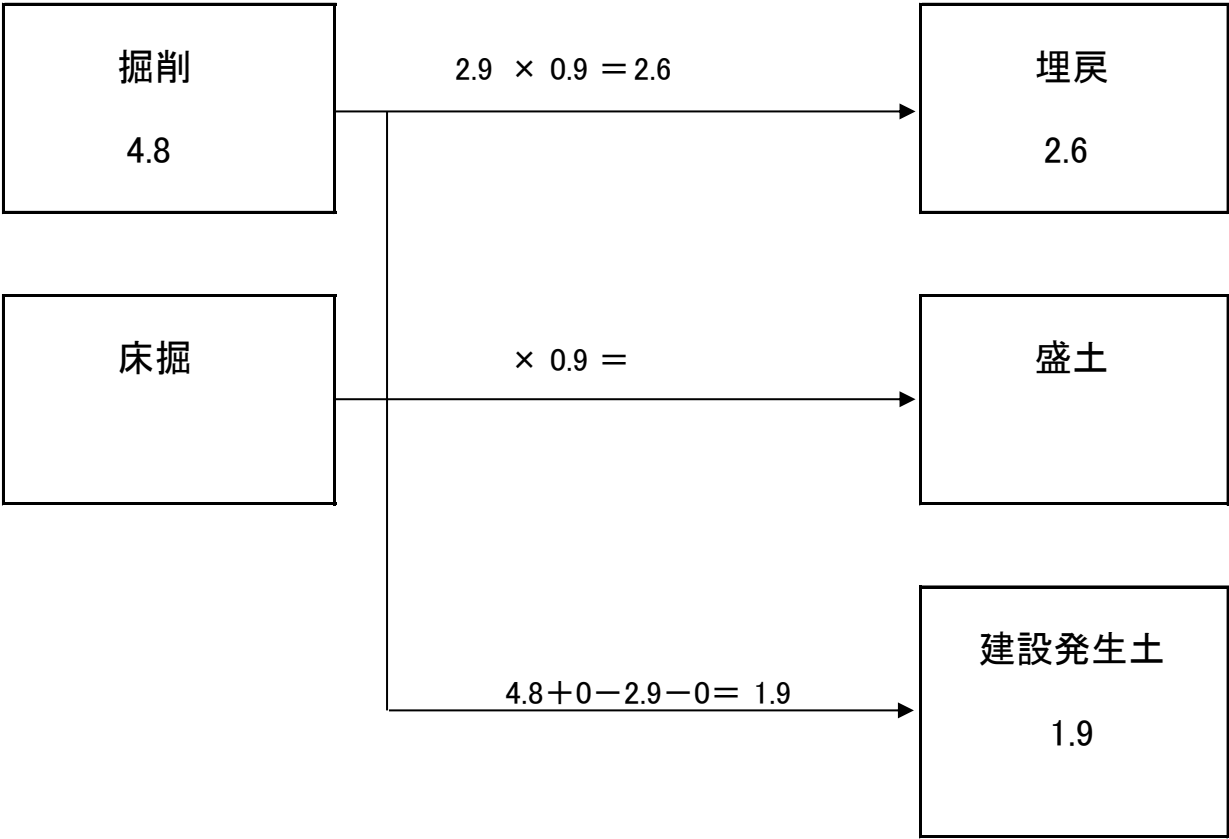 掘削
2.9 × 0.9 ＝2.6
埋戻
4.8
2.6
床掘
× 0.9 ＝
盛土
建設発生土
4.8＋0－2.9－0＝ 1.9
1.9